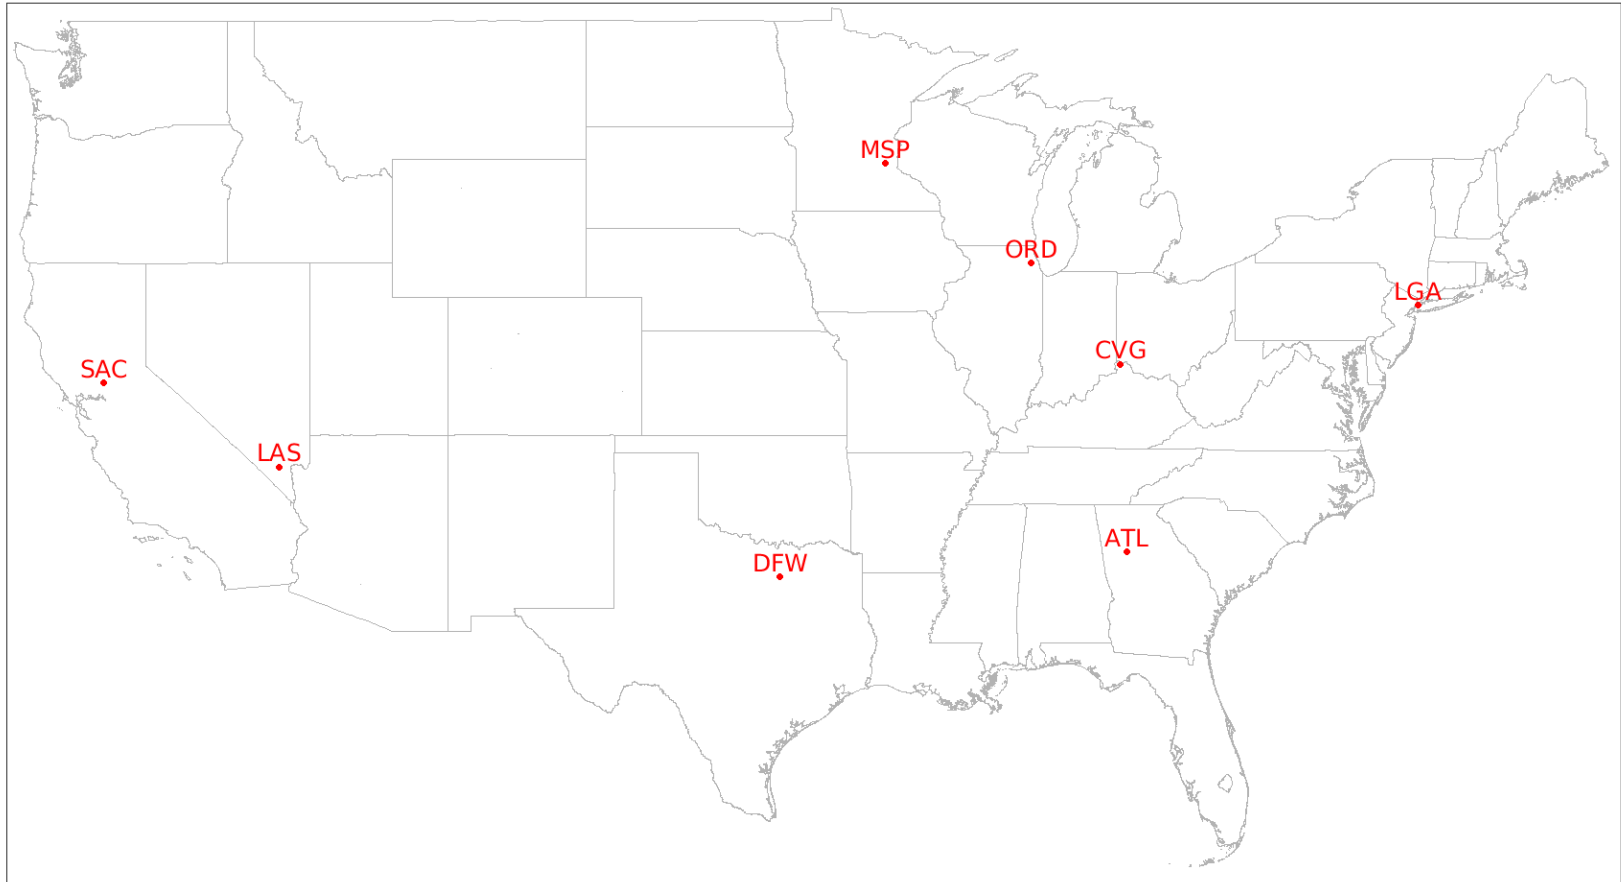 MSP
ORD
LGA
CVG
SAC
LAS
ATL
DFW